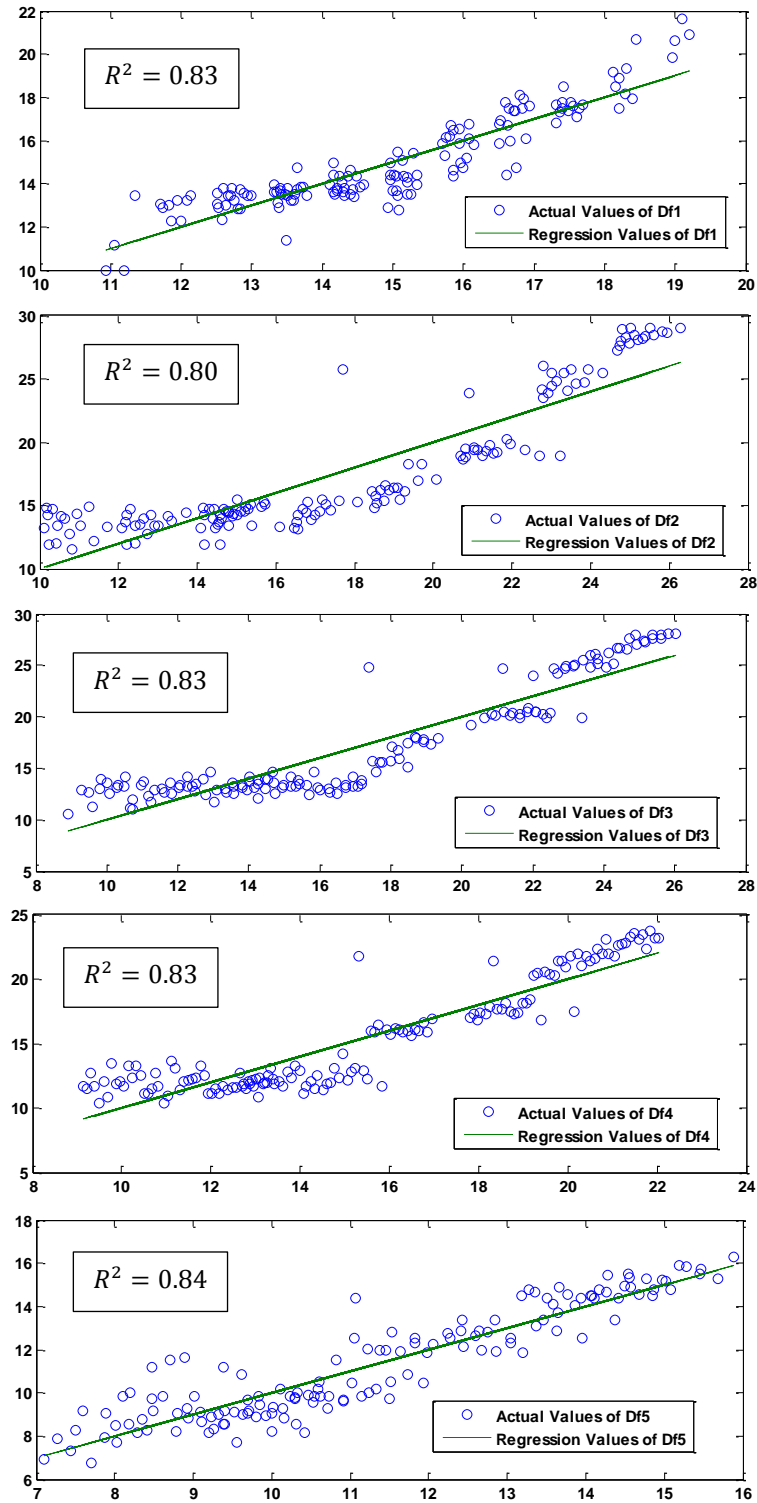 22
20
18
16
14
12
10
R² = 0.83
Actual Values of Df1
Regression Values of Df1
10 11 12 13 14 15 16 17 18 19 20
30
25
20
15
10
R² = 0.80
Actual Values of Df2
Regression Values of Df2
10 12 14 16 18 20 22 24 26 28
30
25
20
15
10
5
R² = 0.83
Actual Values of Df3
Regression Values of Df3
8 10 12 14 16 18 20 22 24 26 28
25
20
15
10
5
R² = 0.83
Actual Values of Df4
Regression Values of Df4
8 10 12 14 16 18 20 22 24
18
16
14
12
10
8
6
R² = 0.84
Actual Values of Df5
Regression Values of Df5
7 8 9 10 11 12 13 14 15 16